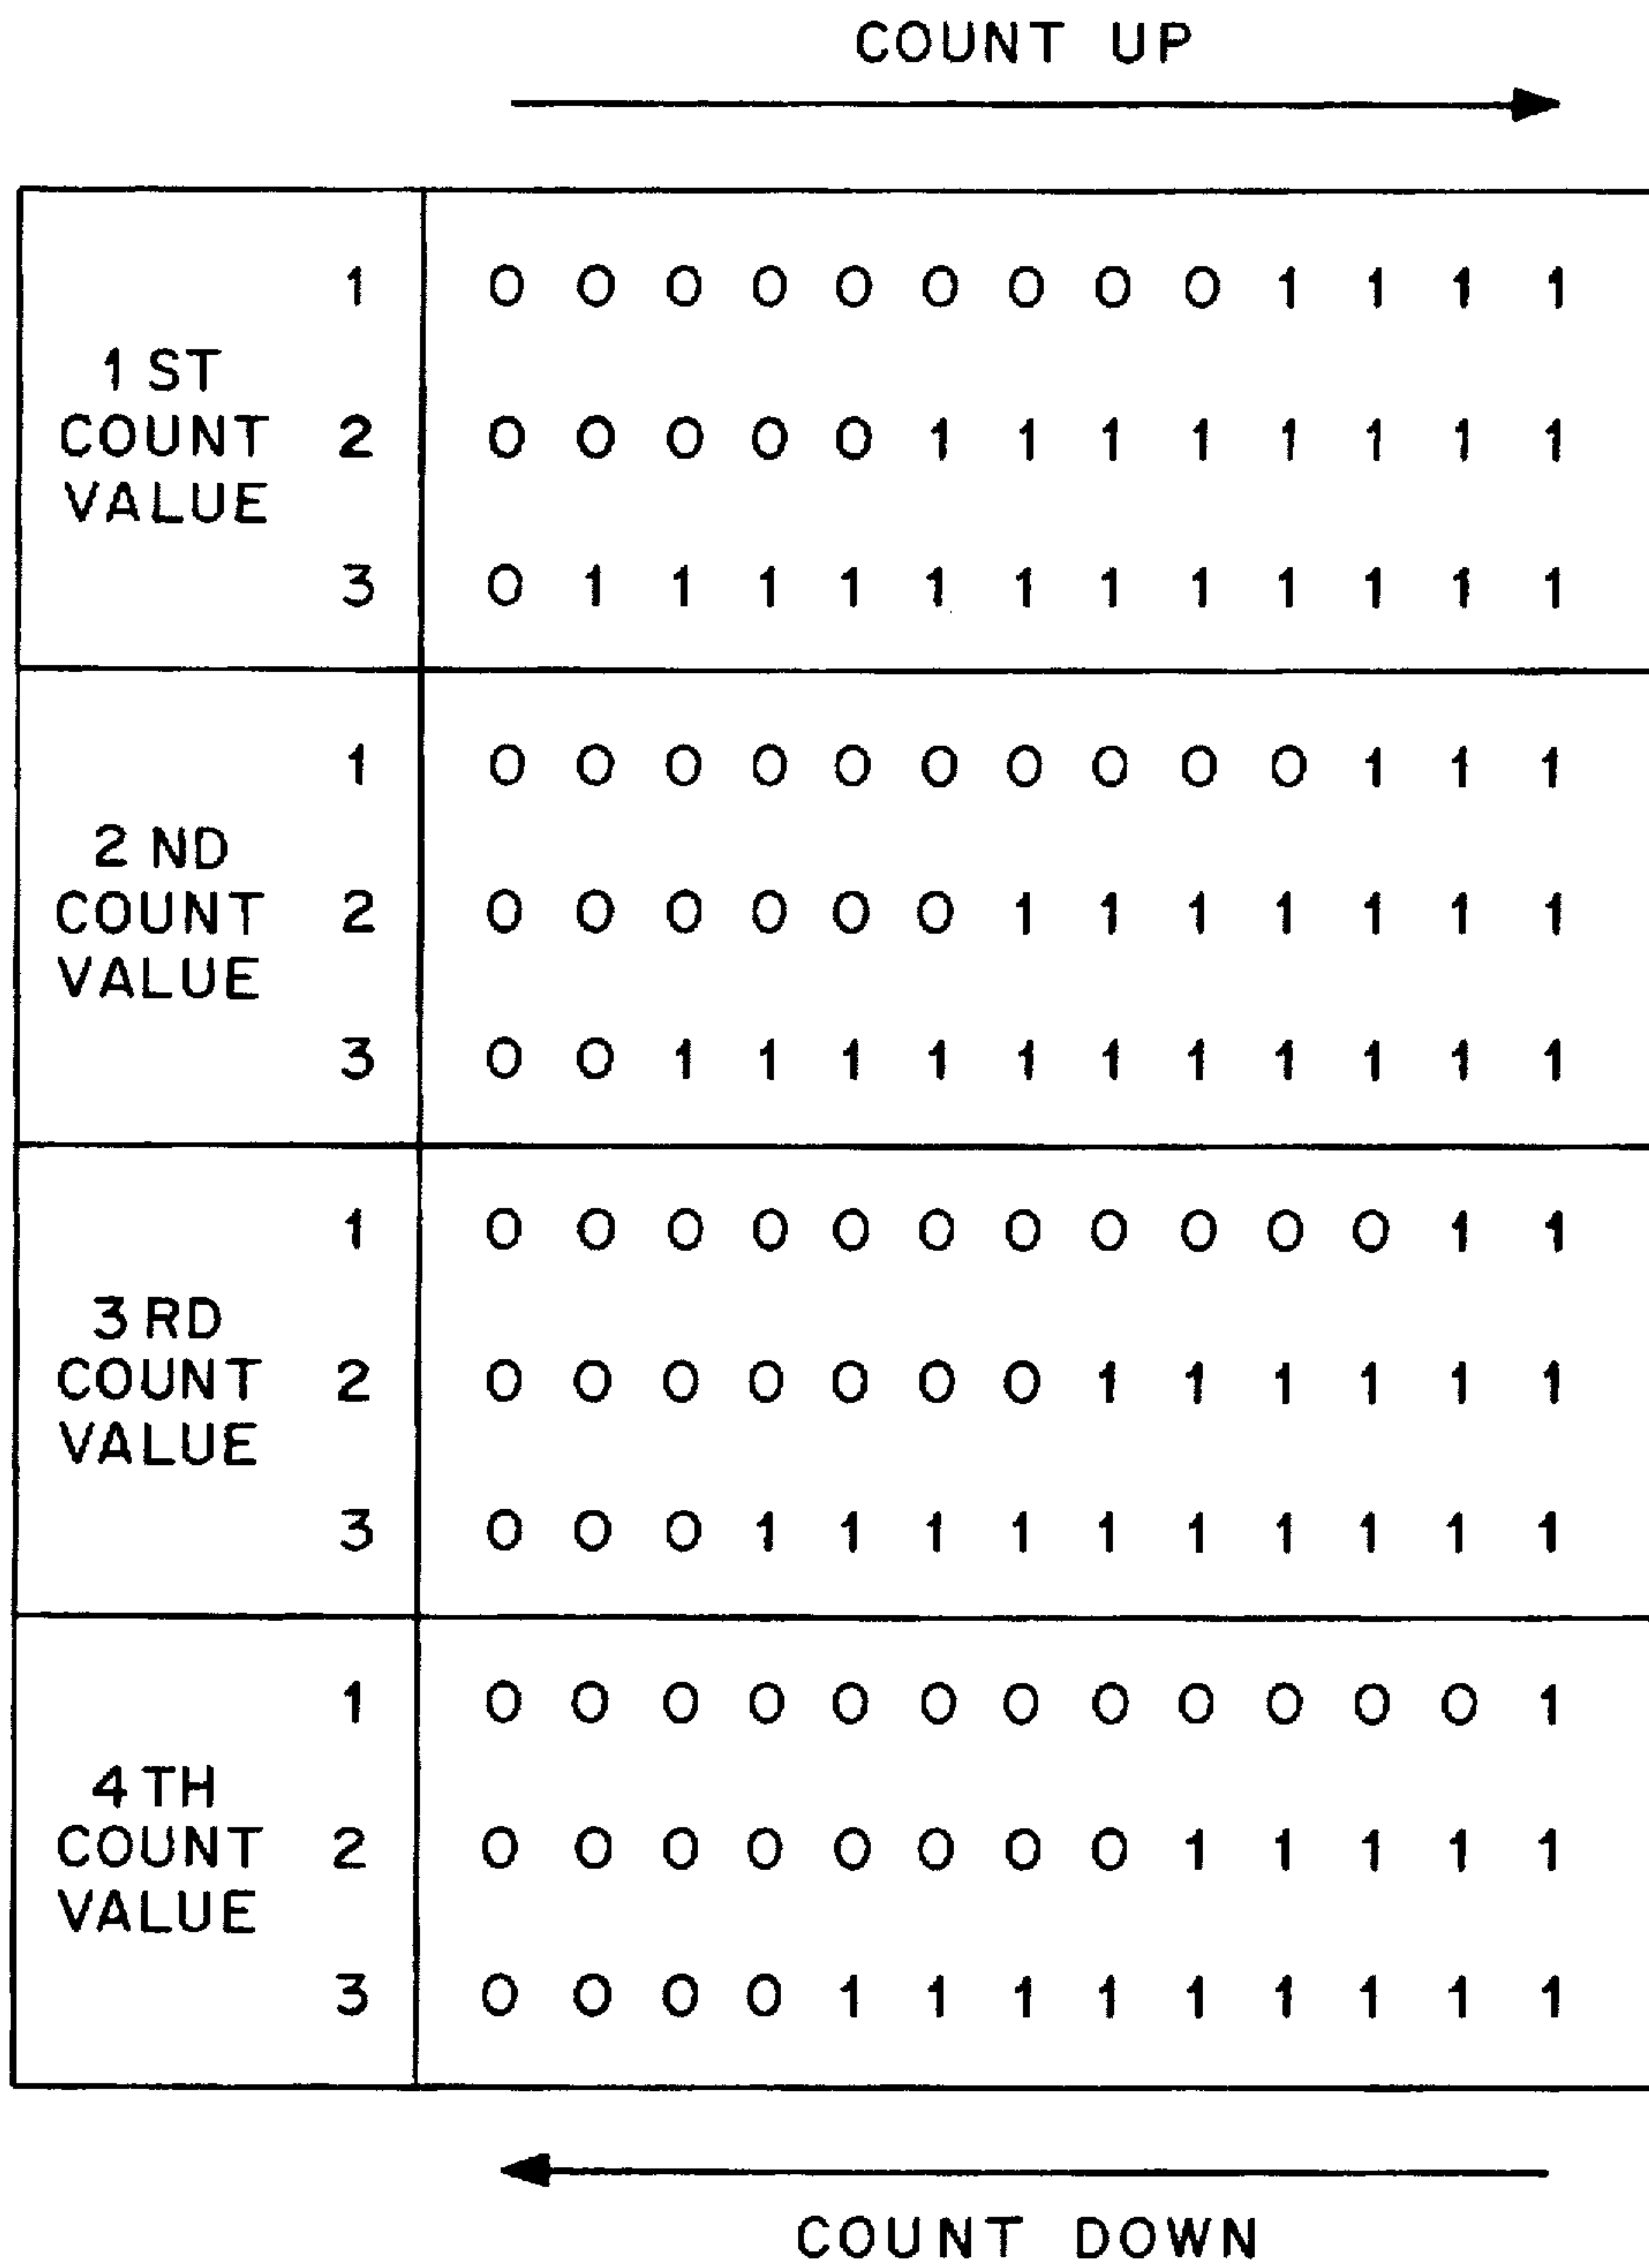 COUNT UP
1 0 0 0 0 0 0 0 0 0 1 1 1 1
1 ST
COUNT 2 0 0 0 0 0 1 1 1 1 1 1 1 1
VALUE
3 0 1 1 1 1 1 1 1 1 1 1 1 1
1 0 0 0 0 0 0 0 0 0 0 1 1 1
2 ND
COUNT 2 0 0 0 0 0 0 1 1 1 1 1 1 1
VALUE
3 0 0 1 1 1 1 1 1 1 1 1 1 1
1 0 0 0 0 0 0 0 0 0 0 0 1 1
3 RD
COUNT 2 0 0 0 0 0 0 0 1 1 1 1 1 1
VALUE
3 0 0 0 1 1 1 1 1 1 1 1 1 1
1 0 0 0 0 0 0 0 0 0 0 0 0 1
4 TH
COUNT 2 0 0 0 0 0 0 0 0 1 1 1 1 1
VALUE
3 0 0 0 0 1 1 1 1 1 1 1 1 1
COUNT DOWN